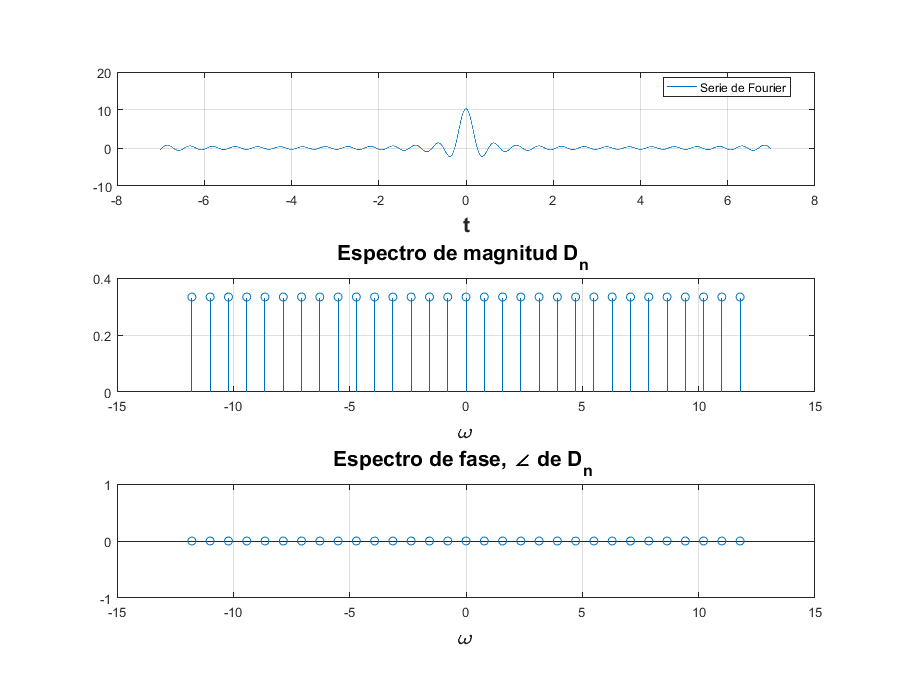 20
10
0
-10
Serie de Fourier
-8 -6 -4 -2 0 2 4 6 8
t
Espectro de magnitud Dn
0.4
0.2
0
-15 -10 -5 0 5 10 15
ω
Espectro de fase, ∠ de Dn
1
0
-1
-15 -10 -5 0 5 10 15
ω